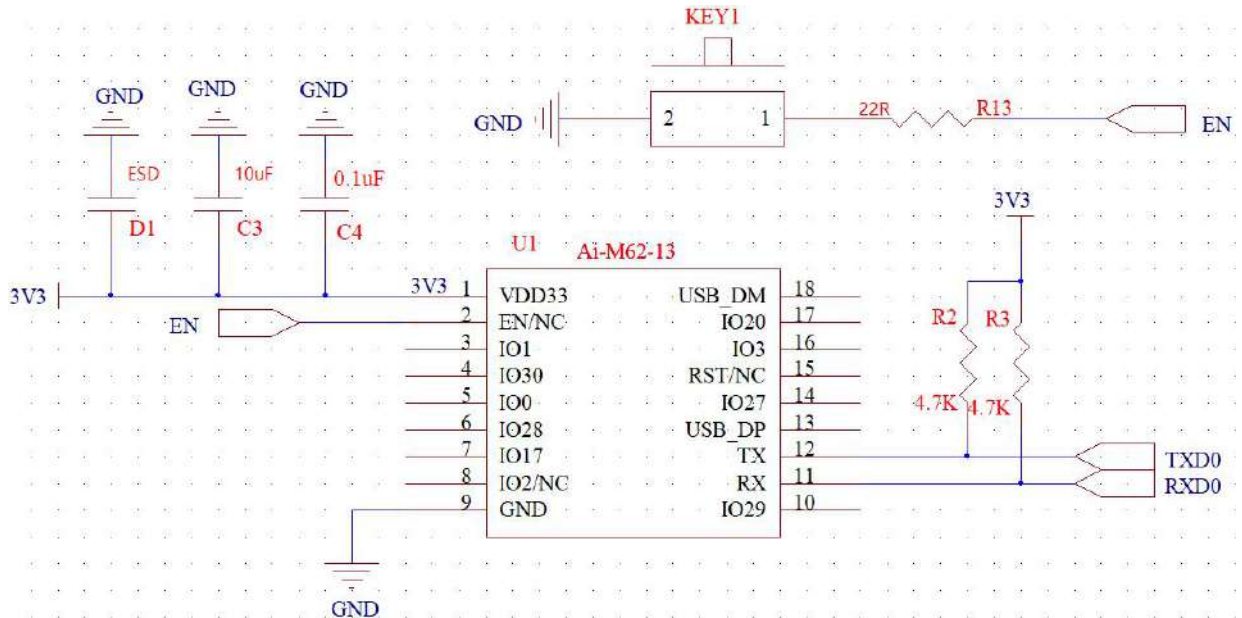 KEY1
GND
GND
GND
GND
2
1
22R
R13
EN
ESD
10uF
0.1uF
D1
C3
C4
3V3
U1
Ai-M62-13
3V3
3V3
EN
1
VDD33
USB_DM
18
2
EN/NC
IO20
17
3
IO1
IO3
16
4
IO30
RST/NC
15
5
IO0
IO27
14
6
IO28
USB_DP
13
7
IO17
TX
12
8
IO2/NC
RX
11
9
GND
IO29
10
R2
R3
4.7K
4.7K
TXD0
RXD0
GND